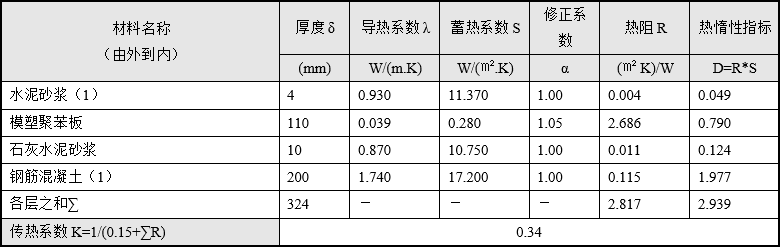 材料名称 厚度δ 导热系数λ 蓄热系数S 修正系数 热阻R 热惰性指标
（由外到内） (mm) W/(m.K) W/(㎡.K) α (㎡K)/W D=R*S
水泥砂浆（1） 4 0.930 11.370 1.00 0.004 0.049
模塑聚苯板 110 0.039 0.280 1.05 2.686 0.790
石灰水泥砂浆 10 0.870 10.750 1.00 0.011 0.124
钢筋混凝土（1） 200 1.740 17.200 1.00 0.115 1.977
各层之和∑ 324 － － － 2.817 2.939
传热系数K=1/(0.15+∑R) 0.34